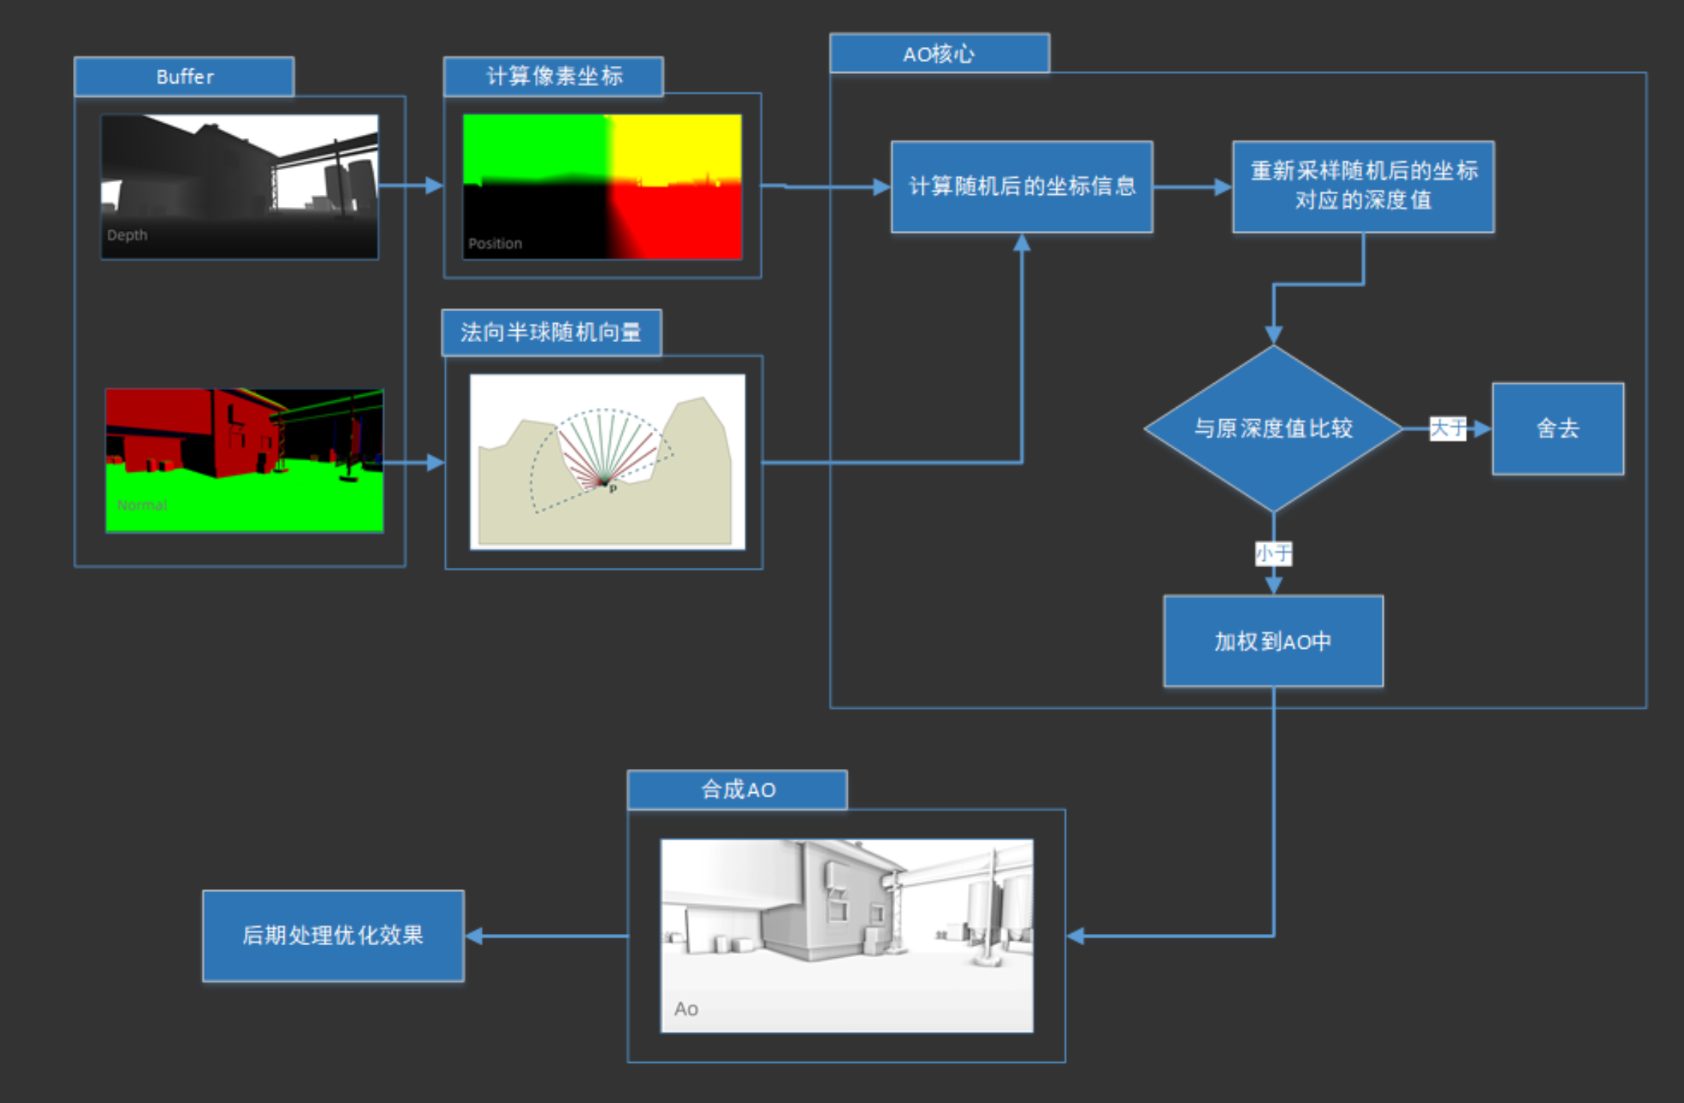 Buffer
Depth
Normal
计算像素坐标
Position
法向半球随机向量
P
AO核心
计算随机后的坐标信息
重新采样随机后的坐标
对应的深度值
与原深度值比较
大于
舍去
小于
加权到AO中
合成AO
Ao
后期处理优化效果